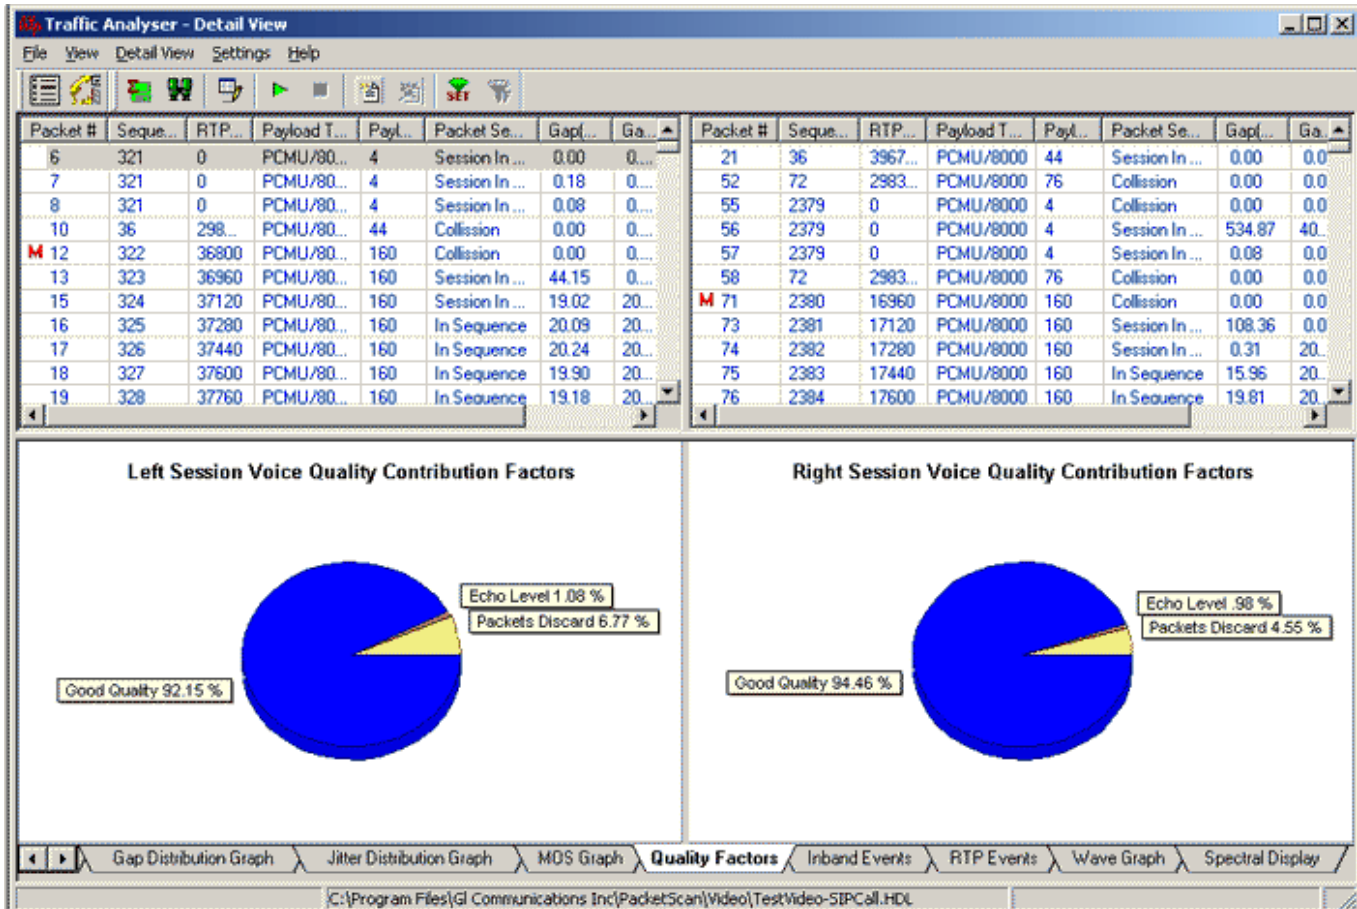 Traffic Analyser - Detail View
File View Detail View Settings Help
SET
Packet # Seque... RTP... Payload T... Payl... Packet Se... Gap(... Ga...
6 321 0 PCMU/80... 4 Session In ... 0.00 0....
7 321 0 PCMU/80... 4 Session In ... 0.18 0....
8 321 0 PCMU/80... 4 Session In ... 0.08 0....
10 36 298... PCMU/80... 44 Collission 0.00 0....
M 12 322 36800 PCMU/80... 160 Collission 0.00 0....
13 323 36960 PCMU/80... 160 Session In ... 44.15 0....
15 324 37120 PCMU/80... 160 Session In ... 19.02 20...
16 325 37280 PCMU/80... 160 In Sequence 20.09 20...
17 326 37440 PCMU/80... 160 In Sequence 20.24 20...
18 327 37600 PCMU/80... 160 In Sequence 19.90 20...
19 328 37760 PCMU/80... 160 In Sequence 19.18 20...
Packet # Seque... RTP... Payload T... Payl... Packet Se... Gap(... Ga...
21 36 3967... PCMU/8000 44 Session In ... 0.00 0.0
52 72 2983... PCMU/8000 76 Collission 0.00 0.0
55 2379 0 PCMU/8000 4 Collission 0.00 0.0
56 2379 0 PCMU/8000 4 Session In ... 534.87 40...
57 2379 0 PCMU/8000 4 Session In ... 0.08 0.0
58 72 2983... PCMU/8000 76 Collission 0.00 0.0
M 71 2380 16960 PCMU/8000 160 Collission 0.00 0.0
73 2381 17120 PCMU/8000 160 Session In ... 108.36 0.0
74 2382 17280 PCMU/8000 160 Session In ... 0.31 20...
75 2383 17440 PCMU/8000 160 In Sequence 15.96 20...
76 2384 17600 PCMU/8000 160 In Sequence 19.81 20...
Left Session Voice Quality Contribution Factors
Echo Level 1.08 %
Packets Discard 6.77 %
Good Quality 92.15 %
Right Session Voice Quality Contribution Factors
Echo Level .98 %
Packets Discard 4.55 %
Good Quality 94.46 %
Gap Distribution Graph Jitter Distribution Graph MOS Graph Quality Factors Inband Events RTP Events Wave Graph Spectral Display
C:\Program Files\Gl Communications Inc\PacketScan\Video\TestVideo-SIPCall.HDL